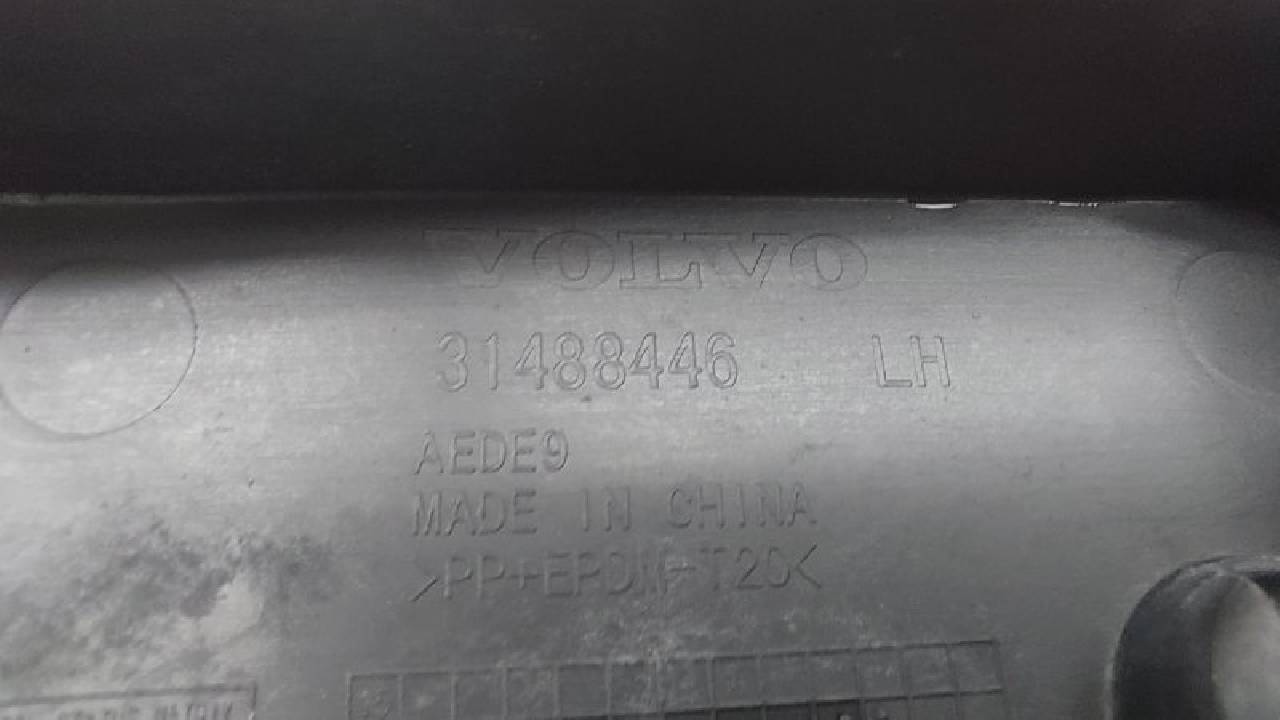 VOLVO
31488446 LH
AEDE9
MADE IN CHINA
>PP+EPDM-T20<